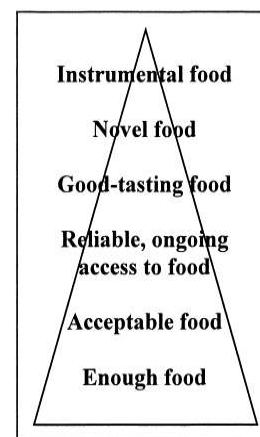 Instrumental food
Novel food
Good-tasting food
Reliable, ongoing
access to food
Acceptable food
Enough food